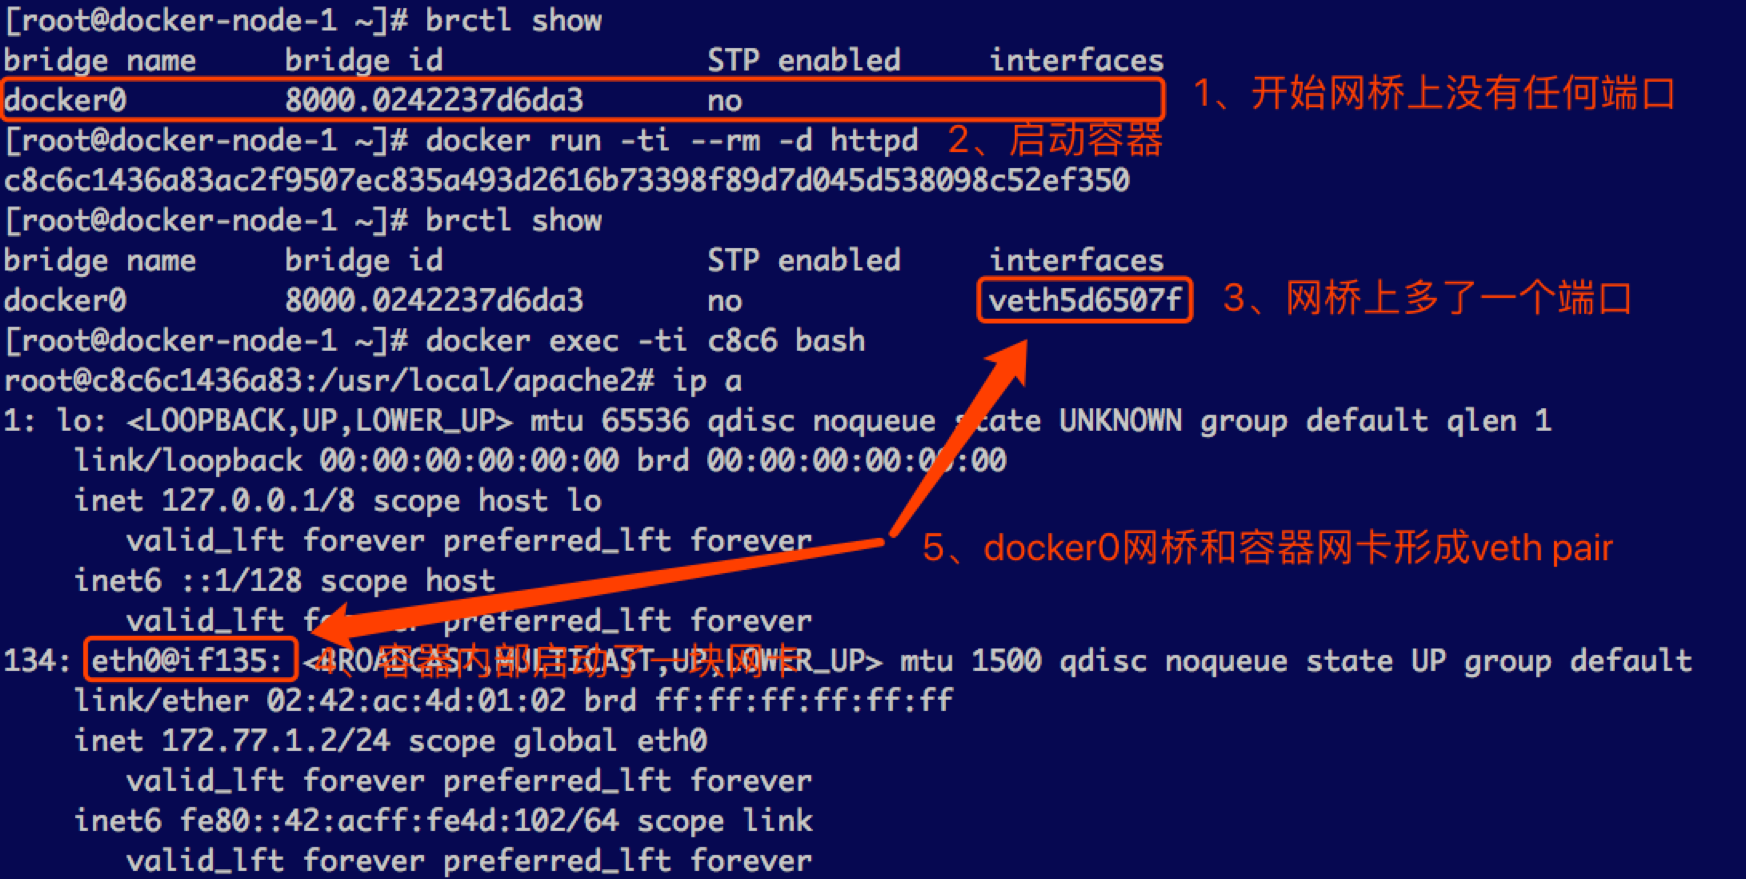 [root@docker-node-1 ~]# brctl show
bridge name bridge id STP enabled interfaces
docker0 8000.0242237d6da3 no 1、开始网桥上没有任何端口
[root@docker-node-1 ~]# docker run -ti --rm -d httpd 2、启动容器
c8c6c1436a83ac2f9507ec835a493d2616b73398f89d7d045d538098c52ef350
[root@docker-node-1 ~]# brctl show
bridge name bridge id STP enabled interfaces
docker0 8000.0242237d6da3 no veth5d6507f 3、网桥上多了一个端口
[root@docker-node-1 ~]# docker exec -ti c8c6 bash
root@c8c6c1436a83:/usr/local/apache2# ip a
1: lo: <LOOPBACK,UP,LOWER_UP> mtu 65536 qdisc noqueue state UNKNOWN group default qlen 1
link/loopback 00:00:00:00:00:00 brd 00:00:00:00:00:00
inet 127.0.0.1/8 scope host lo
valid_lft forever preferred_lft forever
5、docker0网桥和容器网卡形成veth pair
inet6 ::1/128 scope host
valid_lft forever preferred_lft forever
134: eth0@if135: <BROADCAST,MULTICAST,UP,LOWER_UP> mtu 1500 qdisc noqueue state UP group default
4、容器内部启动了一块网卡
link/ether 02:42:ac:4d:01:02 brd ff:ff:ff:ff:ff:ff
inet 172.77.1.2/24 scope global eth0
valid_lft forever preferred_lft forever
inet6 fe80::42:acff:fe4d:102/64 scope link
valid_lft forever preferred_lft forever